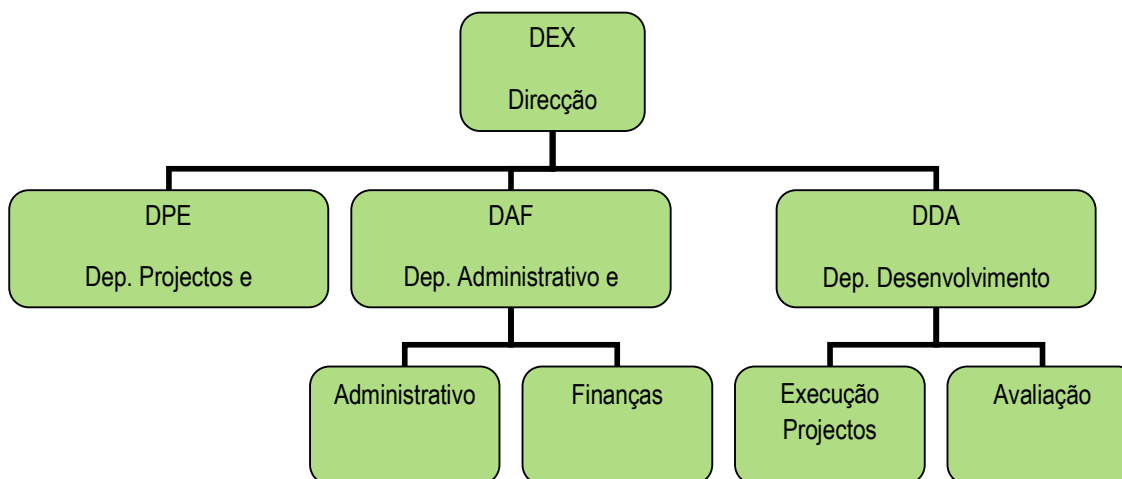 DEX
Direcção
DPE
Dep. Projectos e
DAF
Dep. Administrativo e
DDA
Dep. Desenvolvimento
Administrativo
Finanças
Execução
Projectos
Avaliação